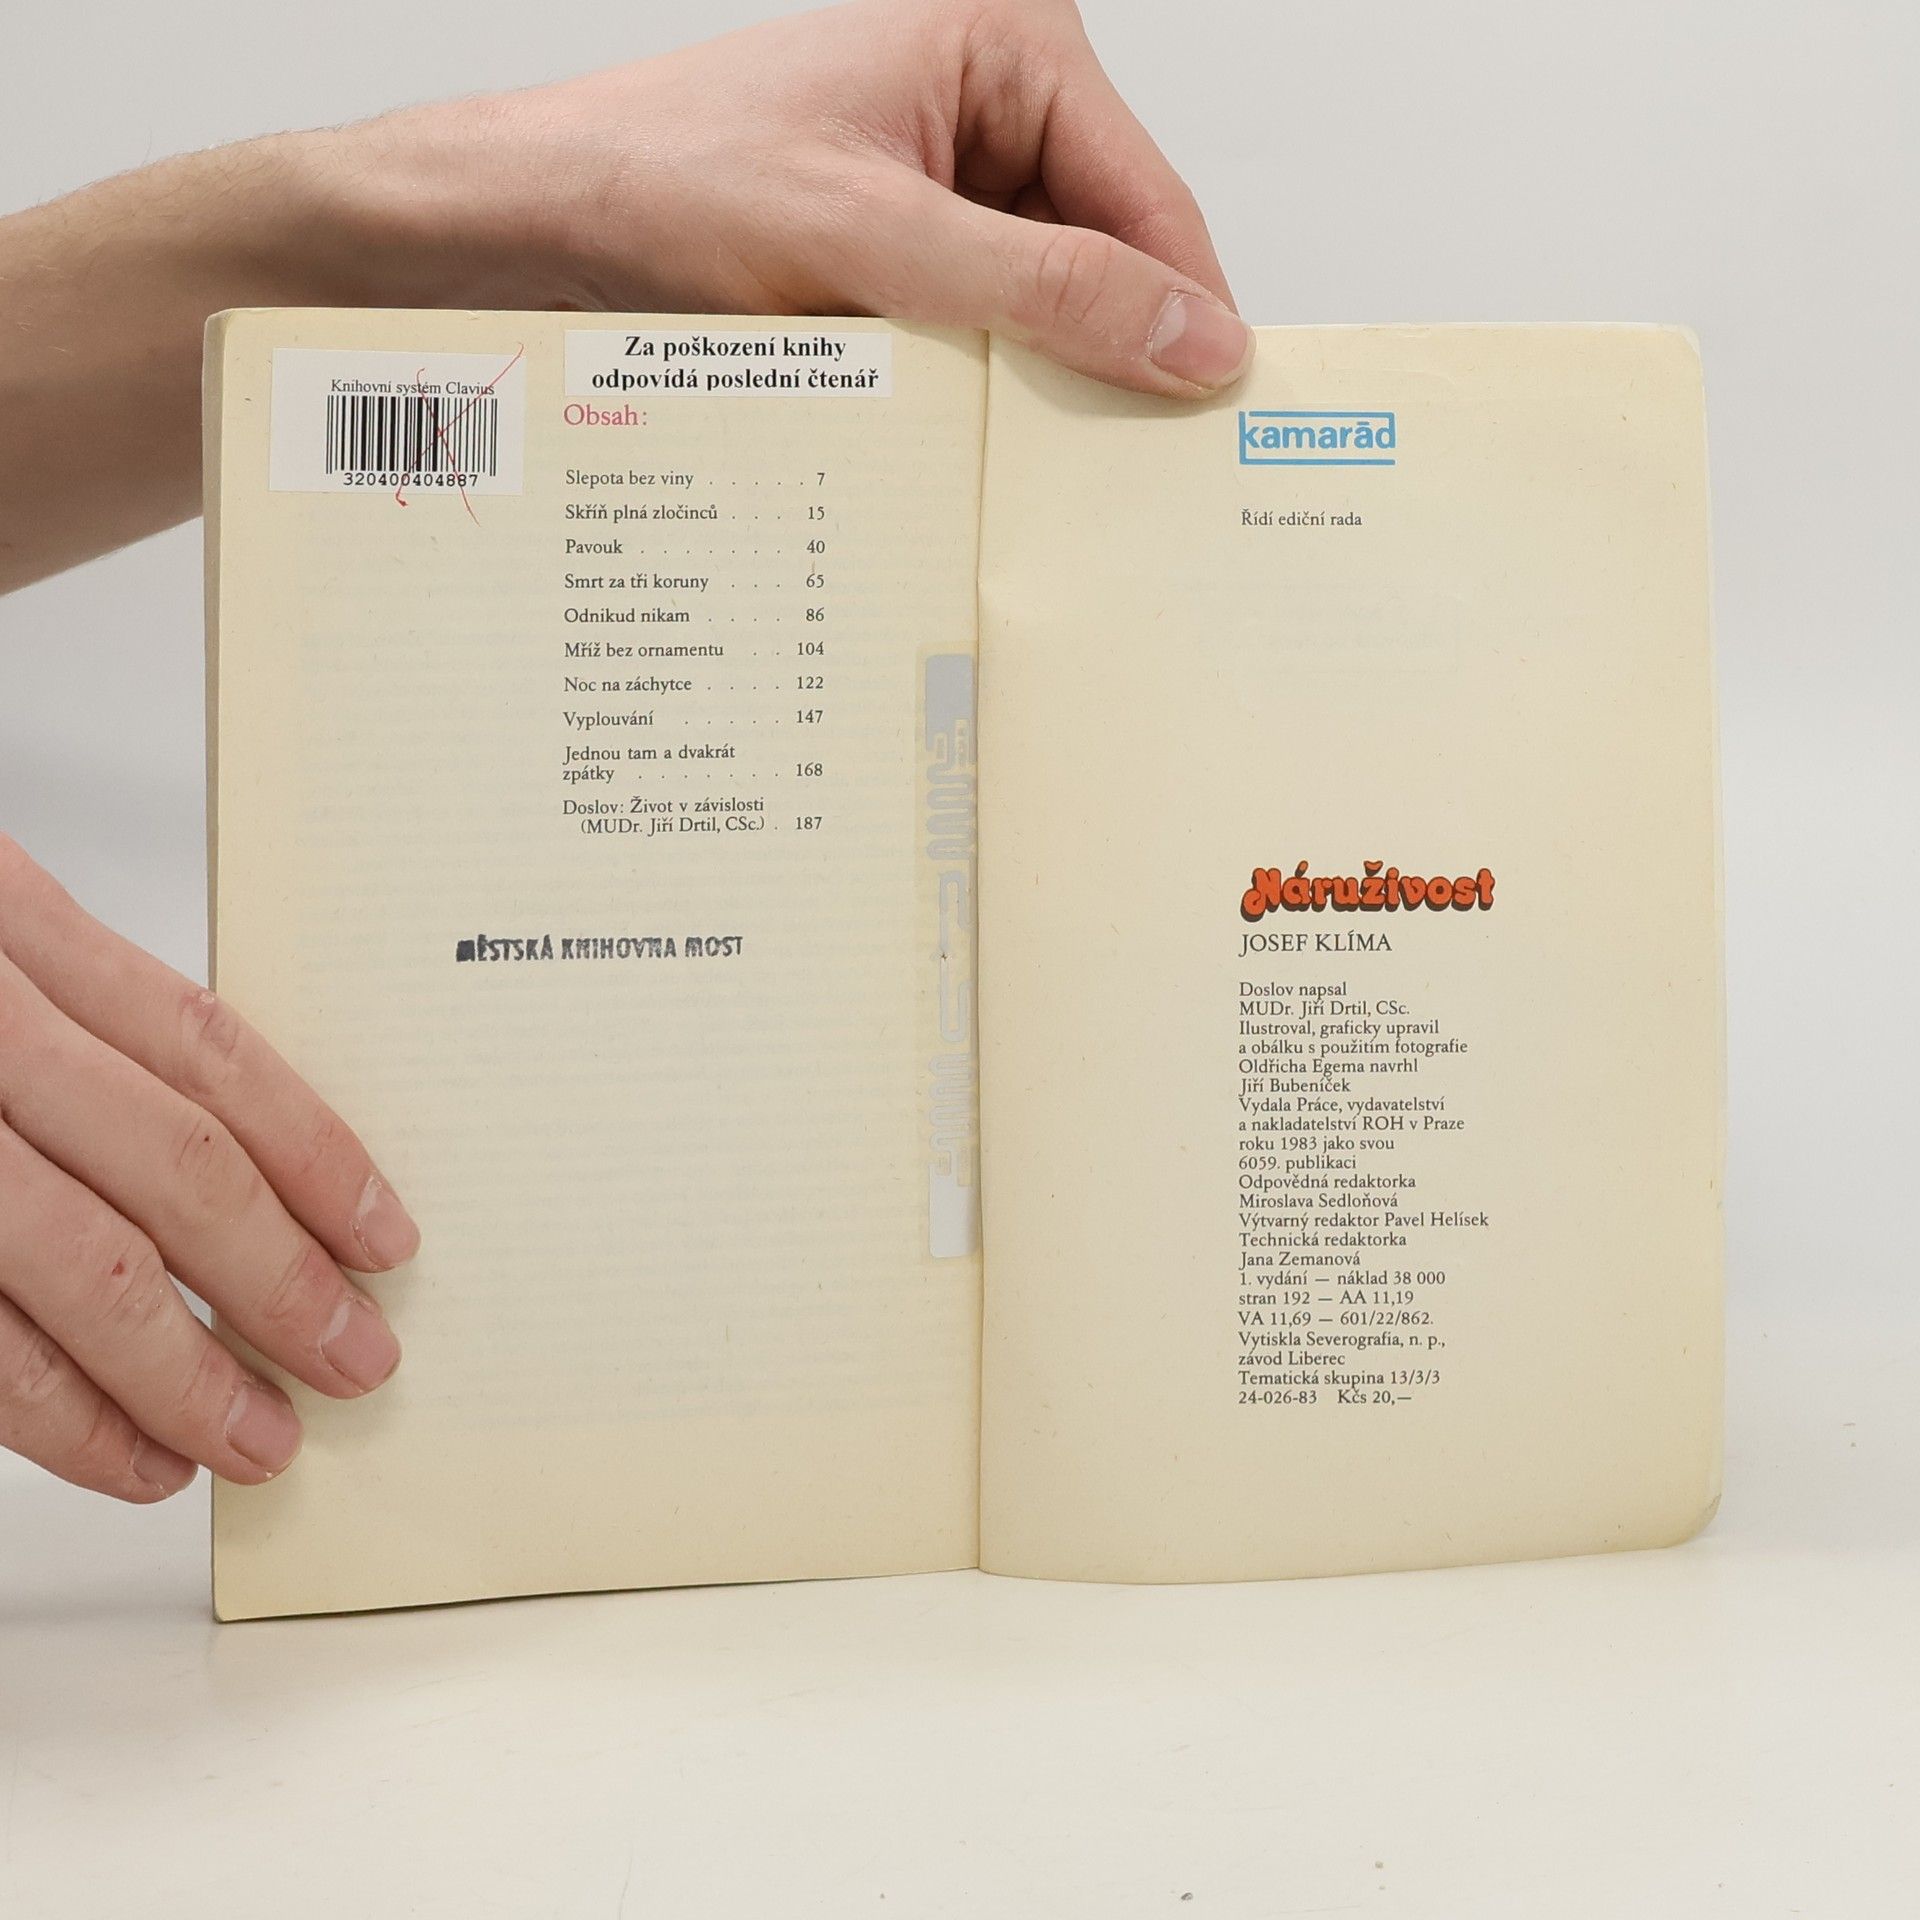 Knihovní systém Clavius
320400404887
Za poškození knihy
odpovídá poslední čtenář
Obsah:
Slepota bez viny . . . . . 7
Skříň plná zločinců . . . 15
Pavouk . . . . . . . 40
Smrt za tři koruny . . . 65
Odnikud nikam . . . . 86
Mříž bez ornamentu . . 104
Noc na záchytce . . . . 122
Vyplouvání . . . . . 147
Jednou tam a dvakrát
zpátky . . . . . . . 168
Doslov: Život v závislosti
(MUDr. Jiří Drtil, CSc.) . 187
MĚSTSKÁ KNIHOVNA MOST
kamarád
Řídí ediční rada
Náruživost
JOSEF KLÍMA
Doslov napsal
MUDr. Jiří Drtil, CSc.
Ilustroval, graficky upravil
a obálku s použitím fotografie
Oldřicha Egema navrhl
Jiří Bubeníček
Vydala Práce, vydavatelství
a nakladatelství ROH v Praze
roku 1983 jako svou
6059. publikaci
Odpovědná redaktorka
Miroslava Sedloňová
Výtvarný redaktor Pavel Helísek
Technická redaktorka
Jana Zemanová
1. vydání — náklad 38 000
stran 192 — AA 11,19
VA 11,69 — 601/22/862.
Vytiskla Severografia, n. p.,
závod Liberec
Tematická skupina 13/3/3
24-026-83 Kčs 20,—